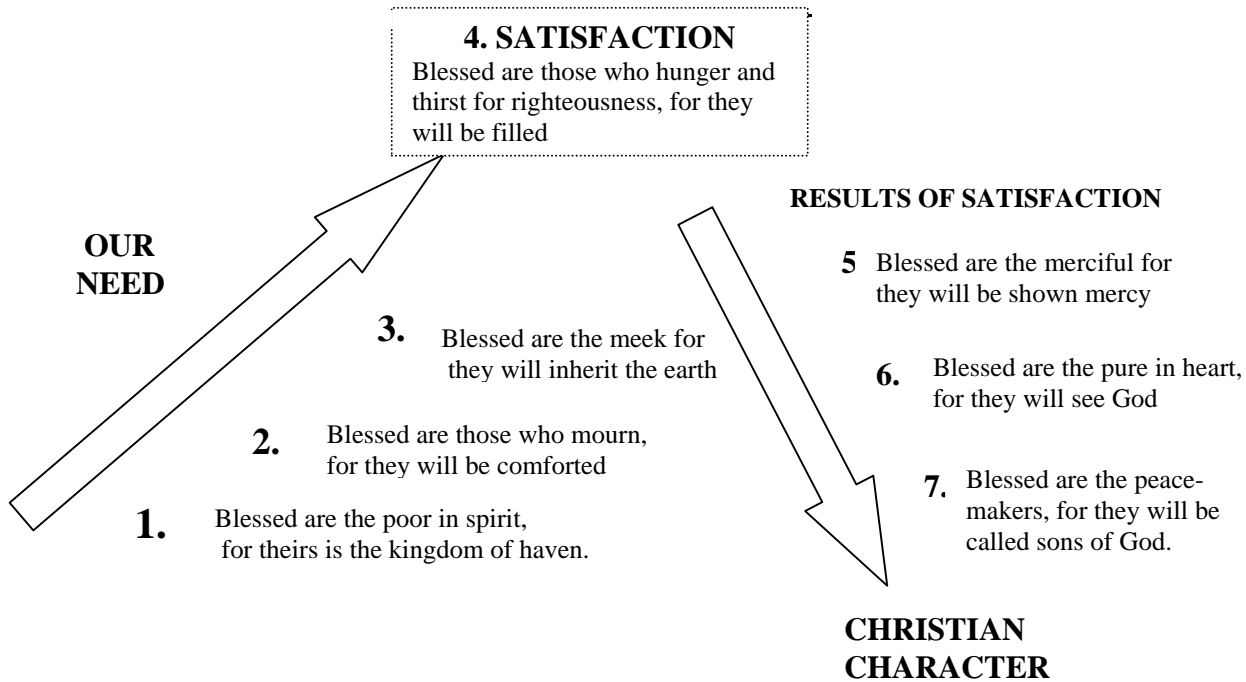 4. SATISFACTION
Blessed are those who hunger and
thirst for righteousness, for they
will be filled
OUR
NEED
3. Blessed are the meek for
they will inherit the earth
2. Blessed are those who mourn,
for they will be comforted
1. Blessed are the poor in spirit,
for theirs is the kingdom of haven.
RESULTS OF SATISFACTION
5 Blessed are the merciful for
they will be shown mercy
6. Blessed are the pure in heart,
for they will see God
7. Blessed are the peace-
makers, for they will be
called sons of God.
CHRISTIAN
CHARACTER